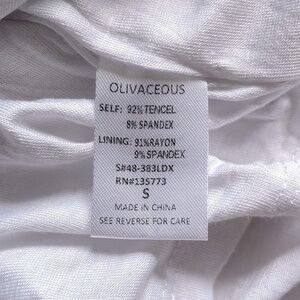 OLIVACEOUS
SELF: 92%TENCEL
8% SPANDEX
LINING: 91%RAYON
9%SPANDEX
S#48-383LDX
RN#135773
S
MADE IN CHINA
SEE REVERSE FOR CARE